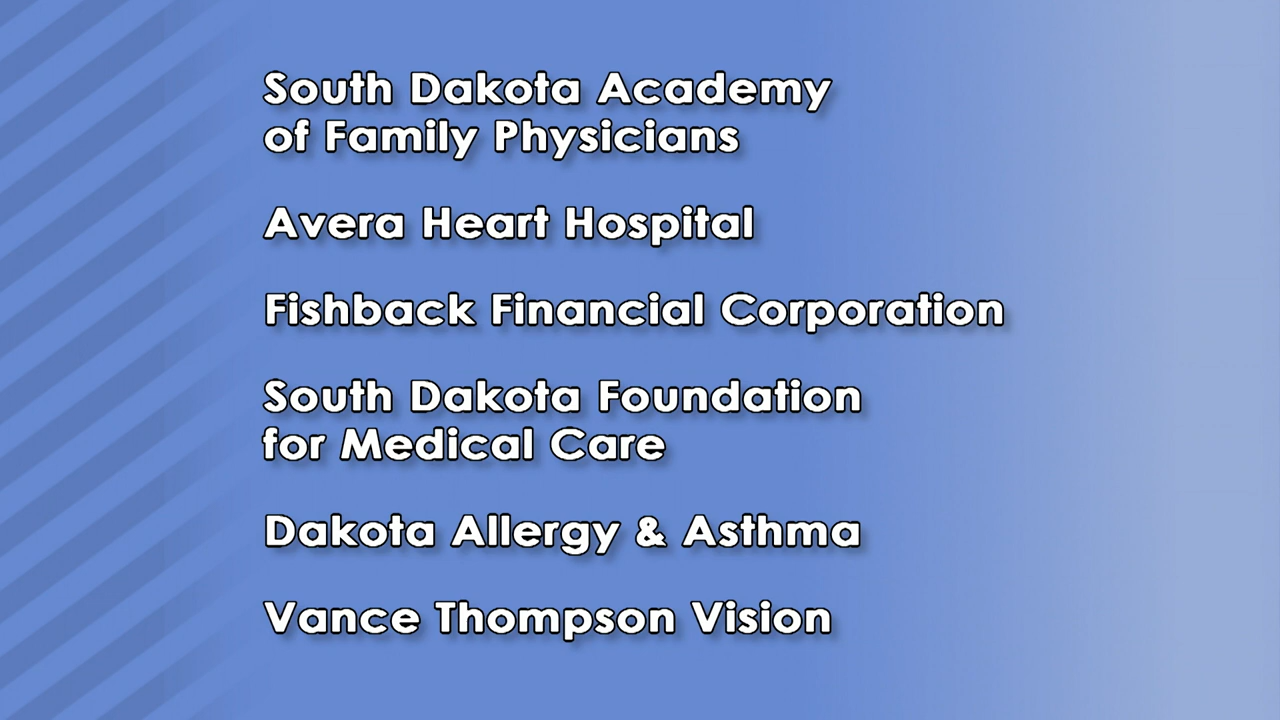 South Dakota Academy
of Family Physicians
Avera Heart Hospital
Fishback Financial Corporation
South Dakota Foundation
for Medical Care
Dakota Allergy & Asthma
Vance Thompson Vision